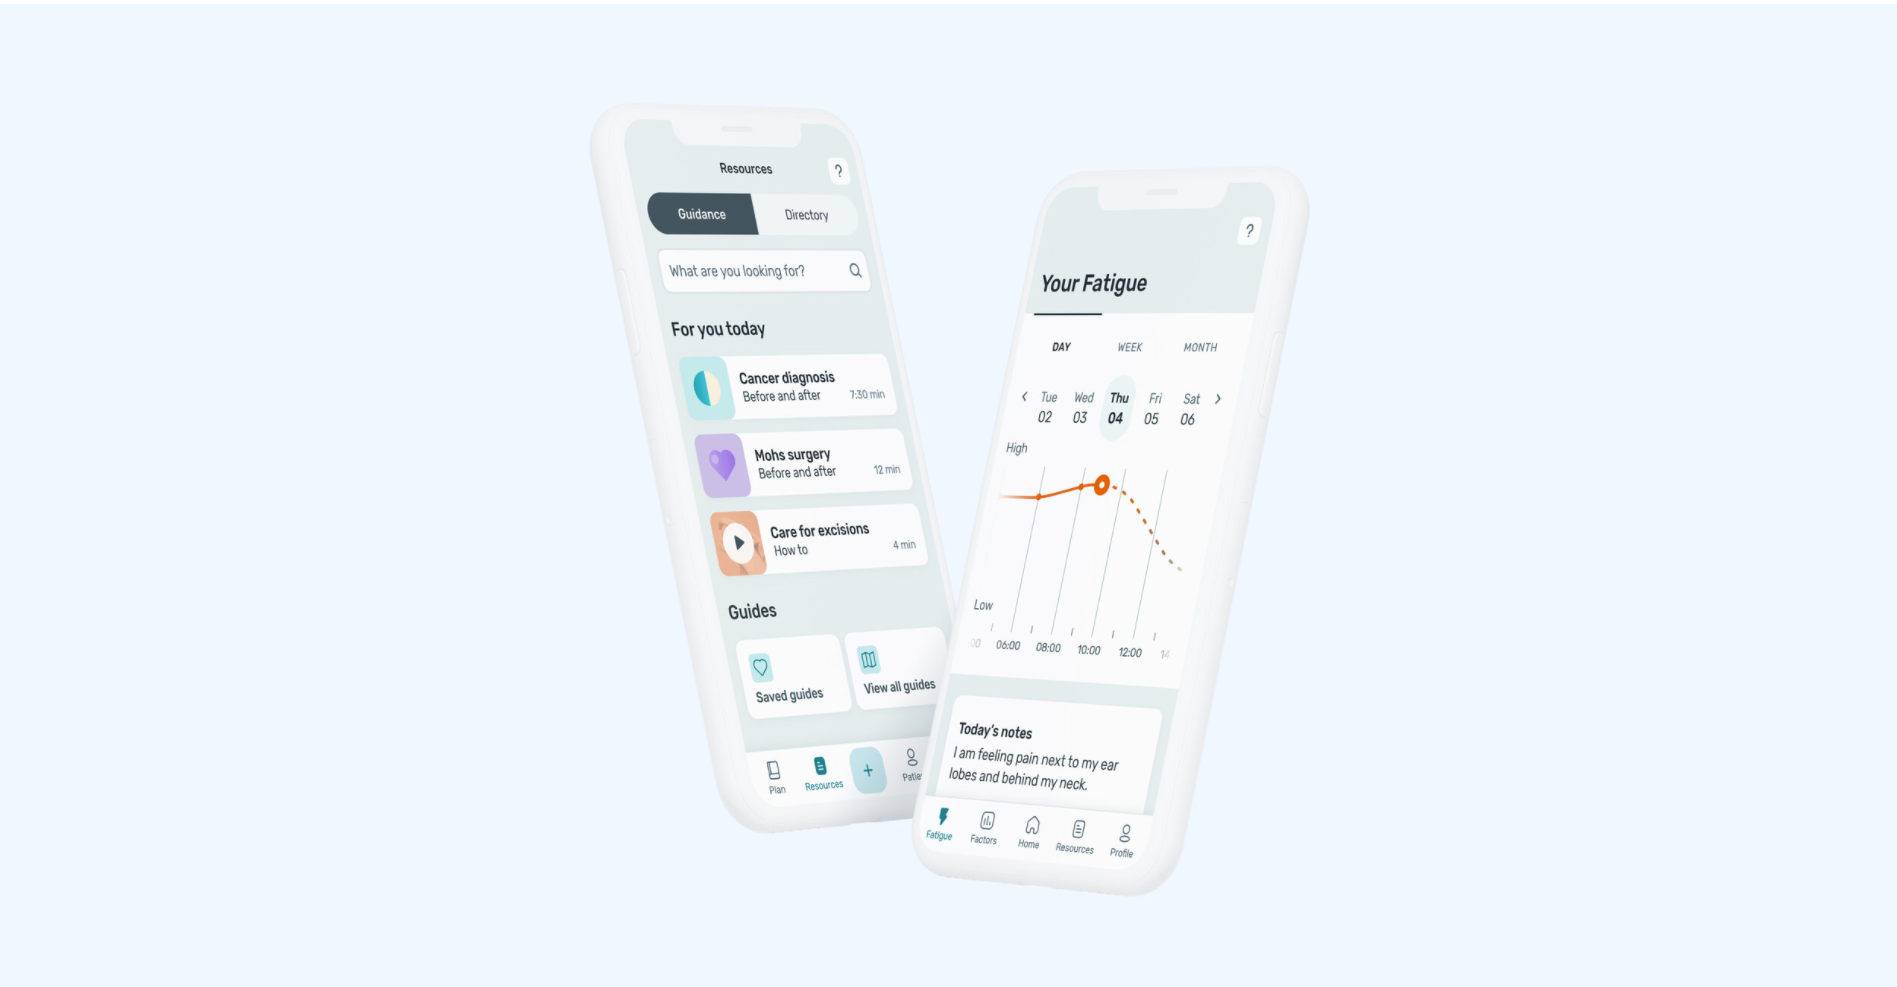 Resources
?
Guidance
Directory
What are you looking for?
For you today
Cancer diagnosis
Before and after
7:30 min
Mohs surgery
Before and after
12 min
Care for excisions
How to
4 min
Guides
Saved guides
View all guides
Plan
Resources
+
?
Your Fatigue
DAY
WEEK
MONTH
Tue Wed Thu Fri Sat
02 03 04 05 06
High
Low
00 06:00 08:00 10:00 12:00 14
Today's notes
I am feeling pain next to my ear
lobes and behind my neck.
Fatigue
Factors
Home
Resources
Profile